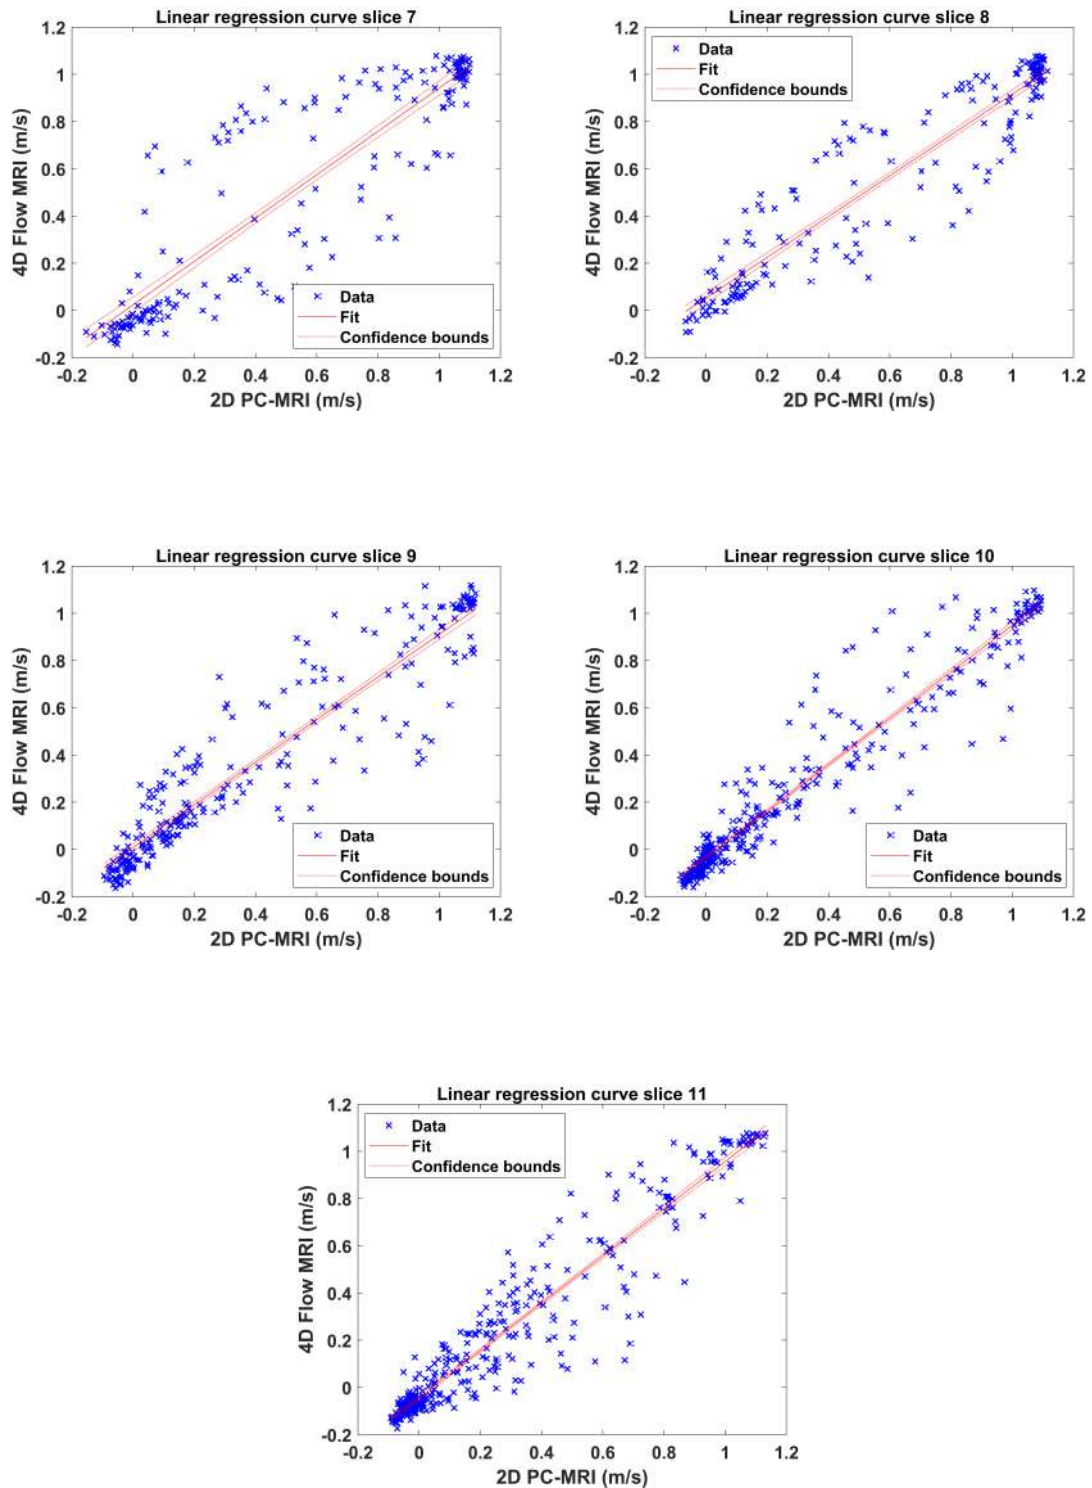 Linear regression curve slice 7
1.2
1
0.8
0.6
0.4
0.2
0
-0.2
4D Flow MRI (m/s)
Data
Fit
Confidence bounds
-0.2 0 0.2 0.4 0.6 0.8 1 1.2
2D PC-MRI (m/s)
Linear regression curve slice 8
1.2
1
0.8
0.6
0.4
0.2
0
-0.2
4D Flow MRI (m/s)
Data
Fit
Confidence bounds
-0.2 0 0.2 0.4 0.6 0.8 1 1.2
2D PC-MRI (m/s)
Linear regression curve slice 9
1.2
1
0.8
0.6
0.4
0.2
0
-0.2
4D Flow MRI (m/s)
Data
Fit
Confidence bounds
-0.2 0 0.2 0.4 0.6 0.8 1 1.2
2D PC-MRI (m/s)
Linear regression curve slice 10
1.2
1
0.8
0.6
0.4
0.2
0
-0.2
4D Flow MRI (m/s)
Data
Fit
Confidence bounds
-0.2 0 0.2 0.4 0.6 0.8 1 1.2
2D PC-MRI (m/s)
Linear regression curve slice 11
1.2
1
0.8
0.6
0.4
0.2
0
-0.2
4D Flow MRI (m/s)
Data
Fit
Confidence bounds
-0.2 0 0.2 0.4 0.6 0.8 1 1.2
2D PC-MRI (m/s)